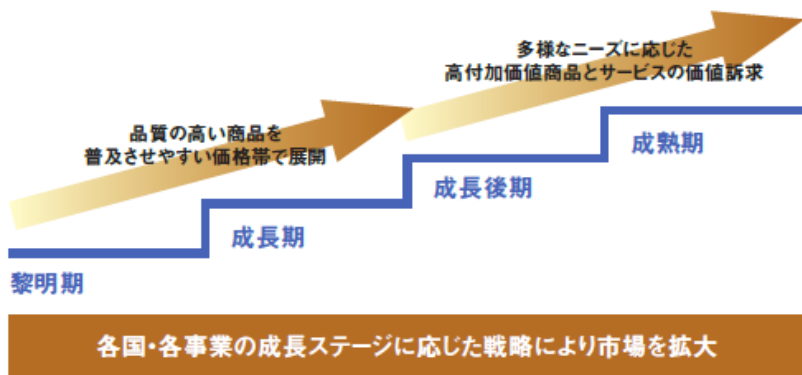 多様なニーズに応じた
高付加価値商品とサービスの価値訴求
品質の高い商品を
普及させやすい価格帯で展開
成熟期
成長後期
成長期
黎明期
各国・各事業の成長ステージに応じた戦略により市場を拡大